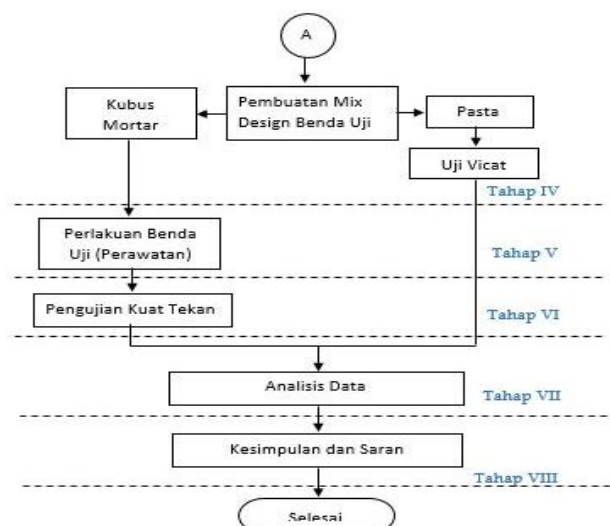 A
Kubus
Mortar
Pembuatan Mix
Design Benda Uji
Pasta
Uji Vicat
Tahap IV
Perlakuan Benda
Uji (Perawatan)
Tahap V
Pengujian Kuat Tekan
Tahap VI
Analisis Data
Tahap VII
Kesimpulan dan Saran
Tahap VIII
Selesai